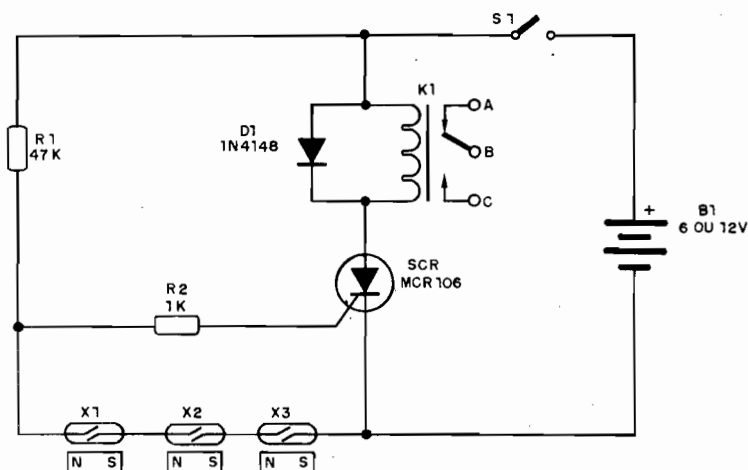 S1
K1
A
D1
1N4148
R1
47K
B
C
B1
+
6 OU 12V
SCR
MCR106
R2
1K
X1
X2
X3
N S
N S
N S